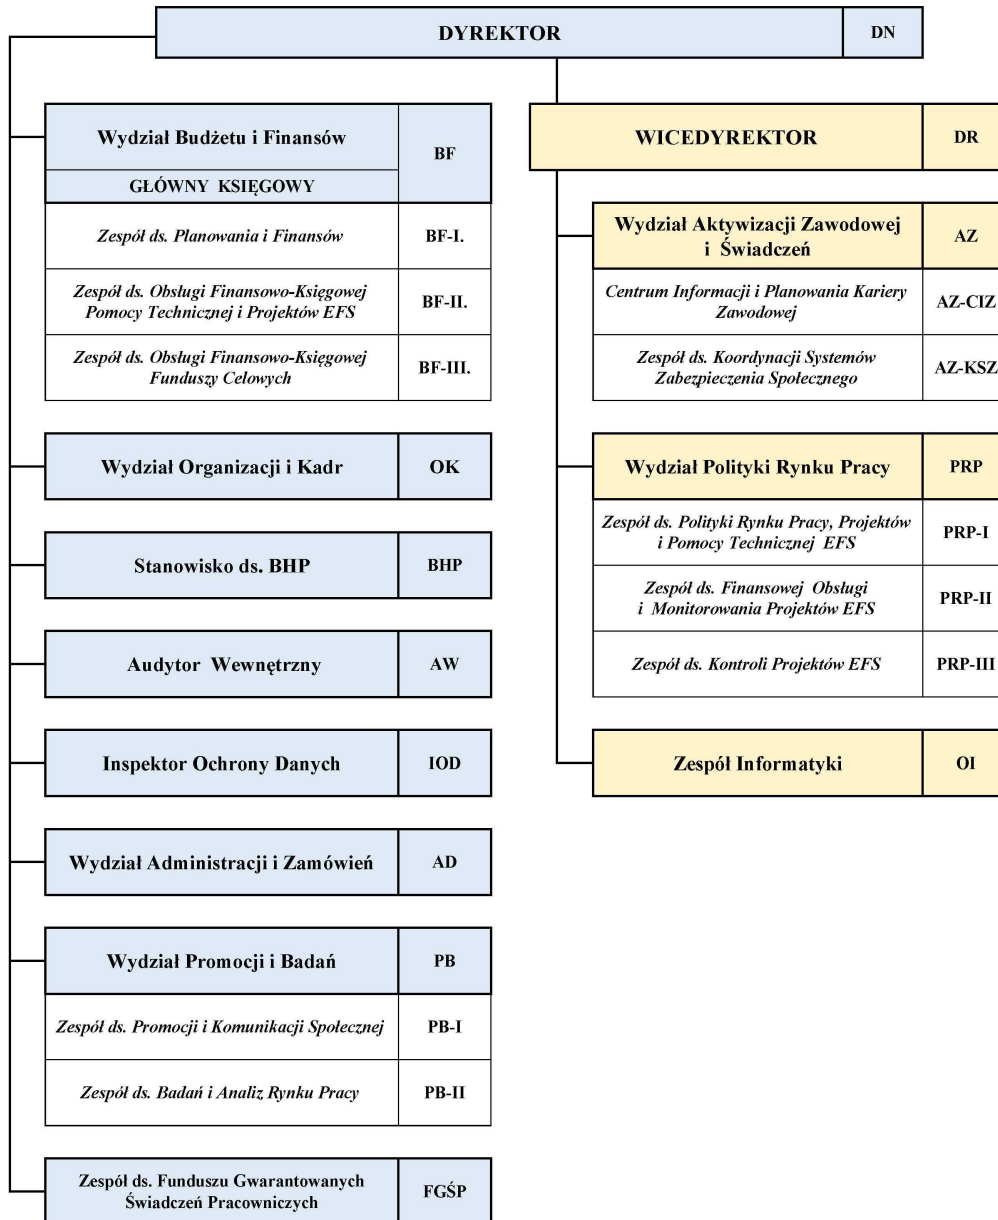 DYREKTOR DN
Wydział Budżetu i Finansów BF
GŁÓWNY KSIĘGOWY
Zespół ds. Planowania i Finansów BF-I.
Zespół ds. Obsługi Finansowo-Księgowej
Pomocy Technicznej i Projektów EFS BF-II.
Zespół ds. Obsługi Finansowo-Księgowej
Funduszy Celowych BF-III.
Wydział Organizacji i Kadr OK
Stanowisko ds. BHP BHP
Audytor Wewnętrzny AW
Inspektor Ochrony Danych IOD
Wydział Administracji i Zamówień AD
Wydział Promocji i Badań PB
Zespół ds. Promocji i Komunikacji Społecznej PB-I
Zespół ds. Badań i Analiz Rynku Pracy PB-II
Zespół ds. Funduszu Gwarantowanych
Świadczeń Pracowniczych FGŚP
WICEDYREKTOR DR
Wydział Aktywizacji Zawodowej
i Świadczeń AZ
Centrum Informacji i Planowania Kariery
Zawodowej AZ-CIZ
Zespół ds. Koordynacji Systemów
Zabezpieczenia Społecznego AZ-KSZ
Wydział Polityki Rynku Pracy PRP
Zespół ds. Polityki Rynku Pracy, Projektów
i Pomocy Technicznej EFS PRP-I
Zespół ds. Finansowej Obsługi
i Monitorowania Projektów EFS PRP-II
Zespół ds. Kontroli Projektów EFS PRP-III
Zespół Informatyki OI